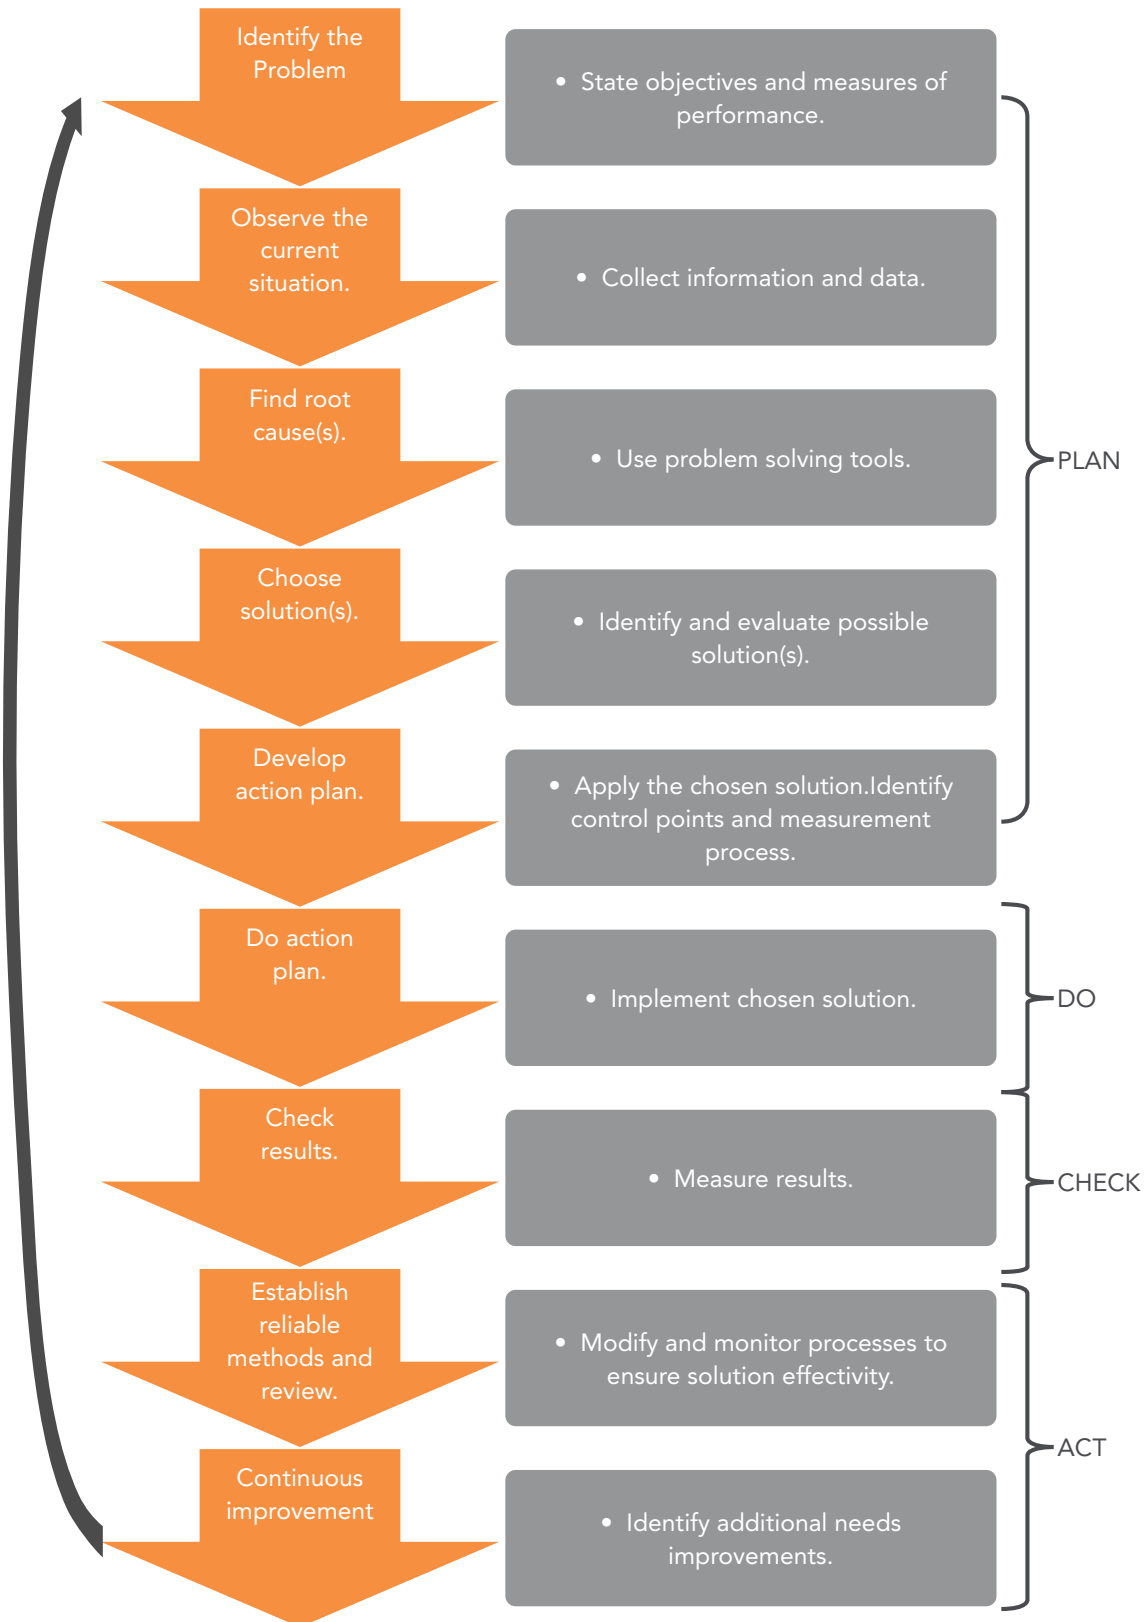 Identify the
Problem
• State objectives and measures of
performance.
Observe the
current
situation.
• Collect information and data.
Find root
cause(s).
• Use problem solving tools.
PLAN
Choose
solution(s).
• Identify and evaluate possible
solution(s).
Develop
action plan.
• Apply the chosen solution.Identify
control points and measurement
process.
Do action
plan.
• Implement chosen solution.
DO
Check
results.
• Measure results.
CHECK
Establish
reliable
methods and
review.
• Modify and monitor processes to
ensure solution effectivity.
ACT
Continuous
improvement
• Identify additional needs
improvements.